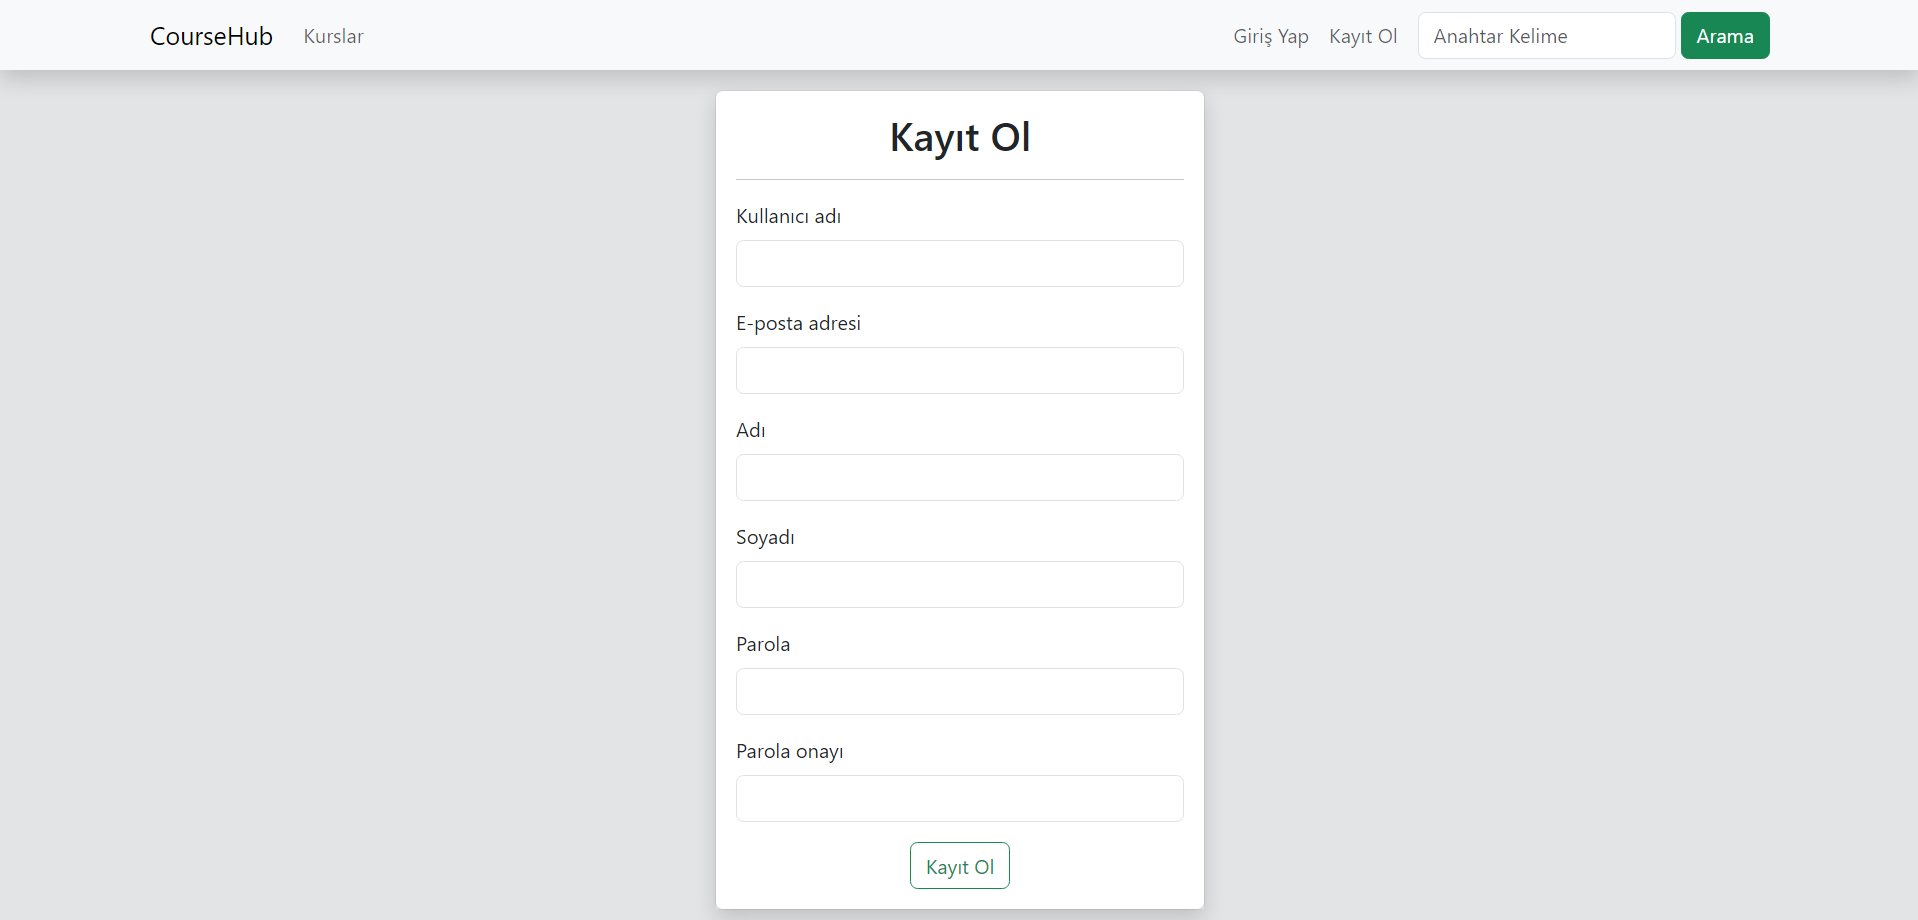 CourseHub Kurslar Giriş Yap Kayıt Ol Anahtar Kelime Arama
Kayıt Ol
Kullanıcı adı
E-posta adresi
Adı
Soyadı
Parola
Parola onayı
Kayıt Ol